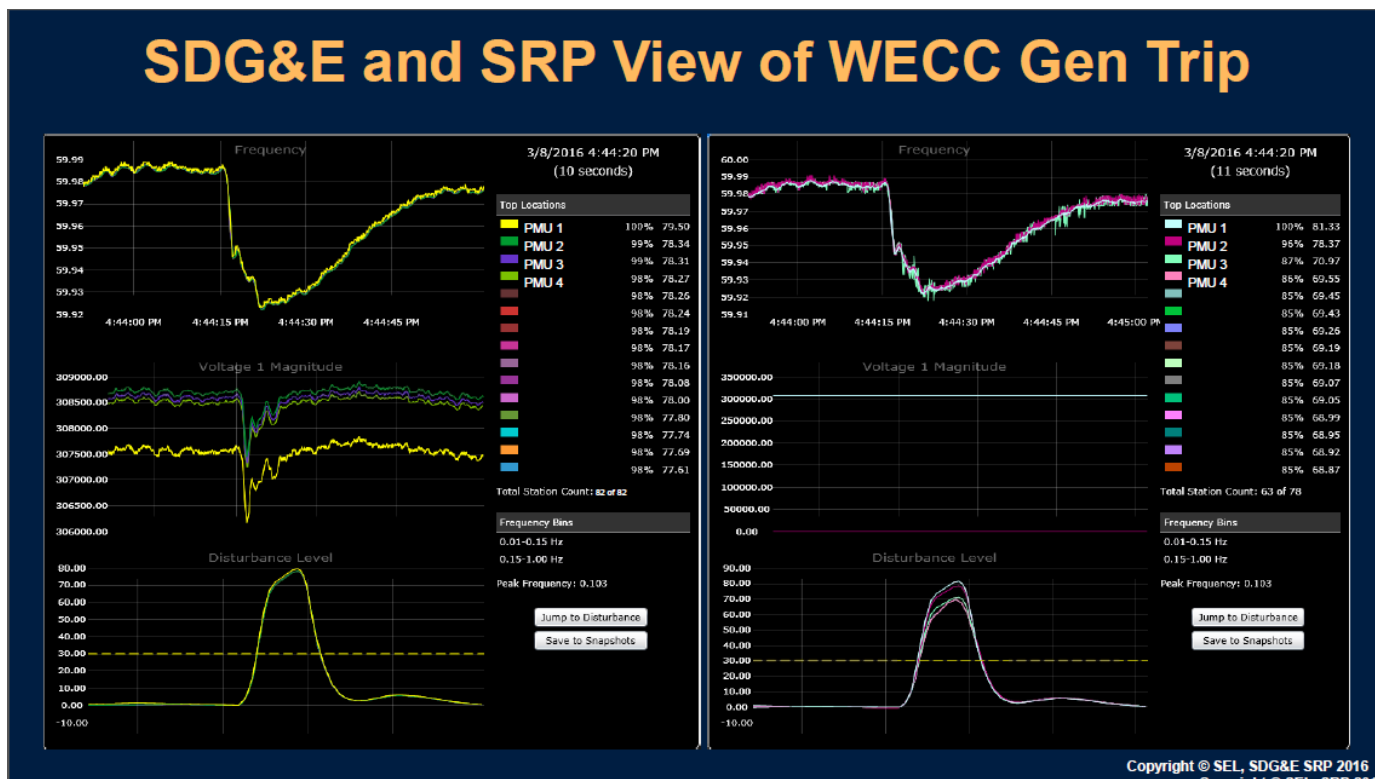 SDG&E and SRP View of WECC Gen Trip
Frequency
59.99
59.98
59.97
59.96
59.95
59.94
59.93
59.92
4:44:00 PM 4:44:15 PM 4:44:30 PM 4:44:45 PM
Voltage 1 Magnitude
309000.00
308500.00
308000.00
307500.00
307000.00
306500.00
306000.00
Disturbance Level
80.00
70.00
60.00
50.00
40.00
30.00
20.00
10.00
0.00
-10.00
3/8/2016 4:44:20 PM
(10 seconds)
Top Locations
PMU 1 100% 79.50
PMU 2 99% 78.34
PMU 3 99% 78.31
PMU 4 98% 78.27
98% 78.26
98% 78.24
98% 78.19
98% 78.17
98% 78.16
98% 78.08
98% 78.00
98% 77.80
98% 77.74
98% 77.69
98% 77.61
Total Station Count: 82 of 82
Frequency Bins
0.01-0.15 Hz
0.15-1.00 Hz
Peak Frequency: 0.103
Jump to Disturbance
Save to Snapshots
Frequency
60.00
59.99
59.98
59.97
59.96
59.95
59.94
59.93
59.92
59.91
4:44:00 PM 4:44:15 PM 4:44:30 PM 4:44:45 PM 4:45:00 PM
Voltage 1 Magnitude
350000.00
300000.00
250000.00
200000.00
150000.00
100000.00
50000.00
0.00
Disturbance Level
90.00
80.00
70.00
60.00
50.00
40.00
30.00
20.00
10.00
0.00
-10.00
3/8/2016 4:44:20 PM
(11 seconds)
Top Locations
PMU 1 100% 81.33
PMU 2 96% 78.37
PMU 3 87% 70.97
PMU 4 86% 69.55
85% 69.45
85% 69.43
85% 69.26
85% 69.19
85% 69.18
85% 69.07
85% 69.05
85% 68.99
85% 68.95
85% 68.92
85% 68.87
Total Station Count: 63 of 78
Frequency Bins
0.01-0.15 Hz
0.15-1.00 Hz
Peak Frequency: 0.103
Jump to Disturbance
Save to Snapshots
Copyright © SEL, SDG&E SRP 2016